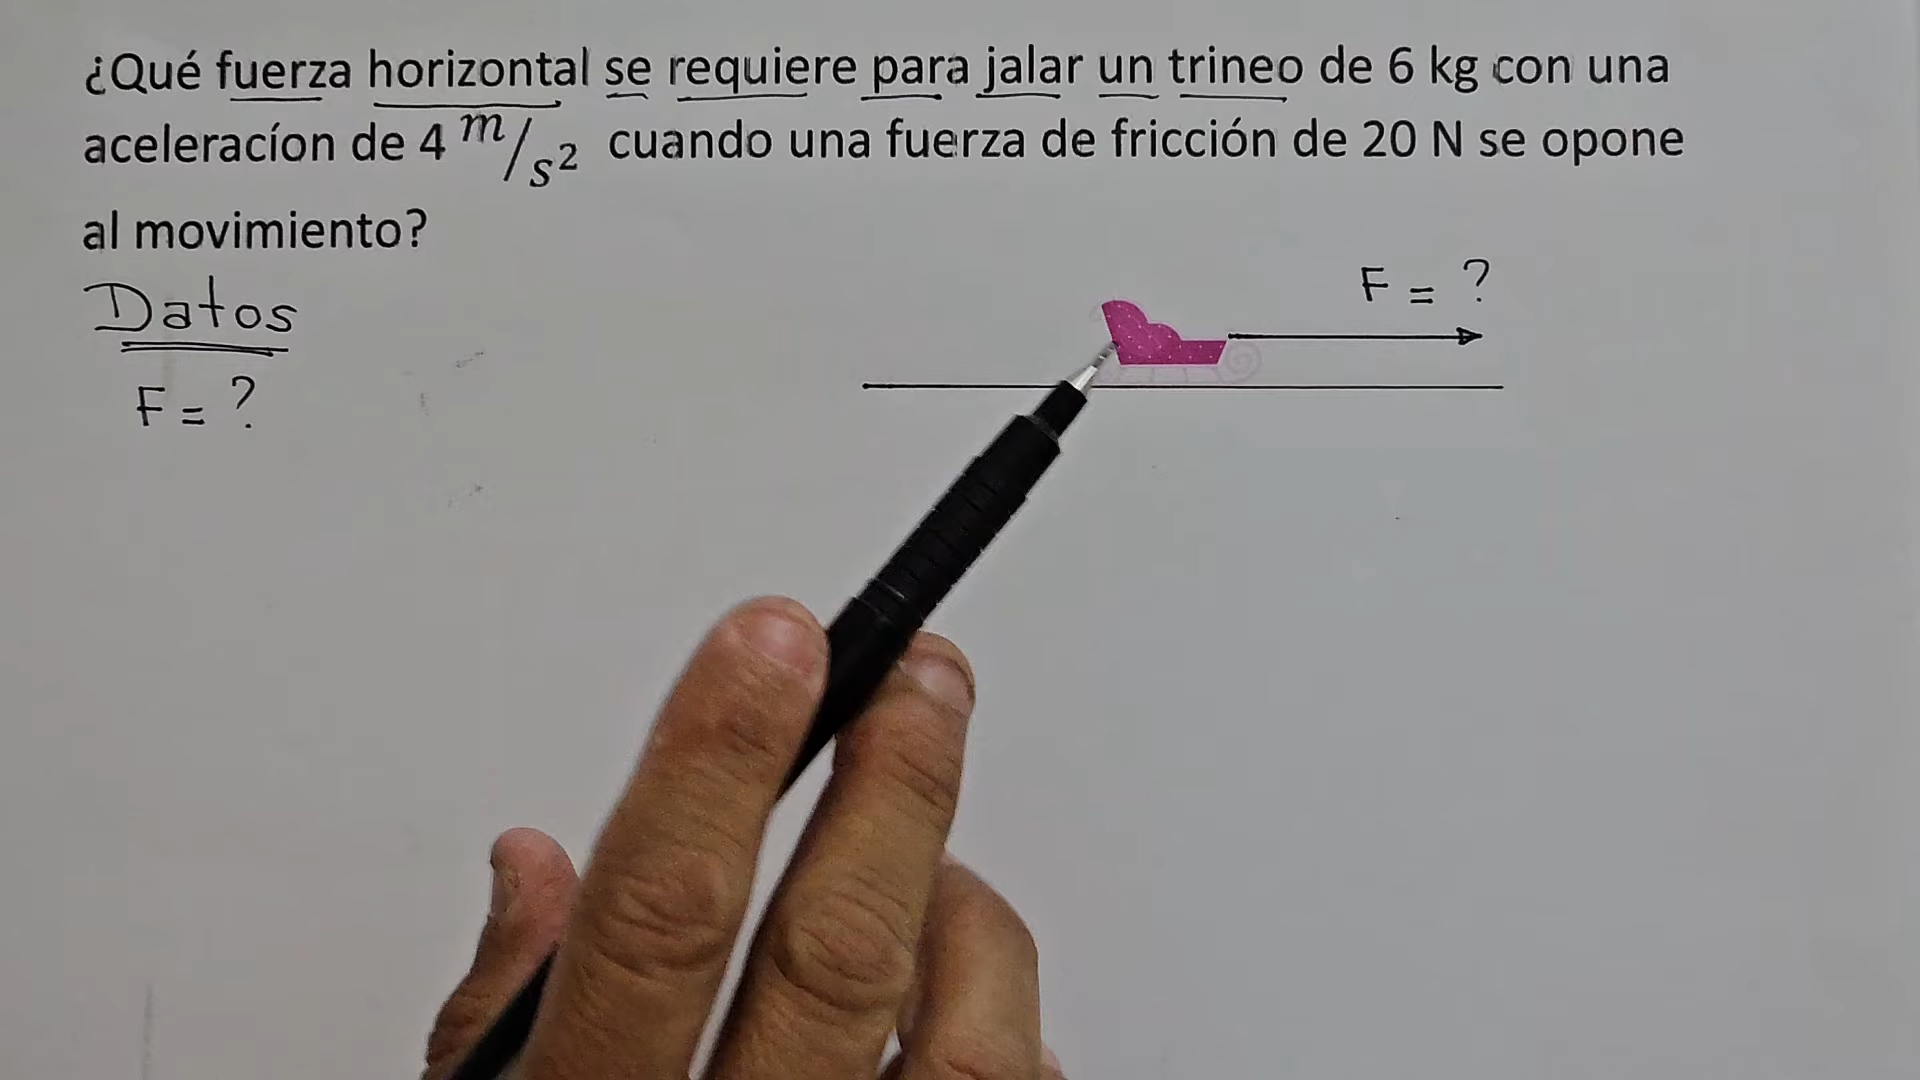 ¿Qué fuerza horizontal se requiere para jalar un trineo de 6 kg con una
aceleracíon de 4 m/s² cuando una fuerza de fricción de 20 N se opone
al movimiento?
Datos
F = ?
F = ?